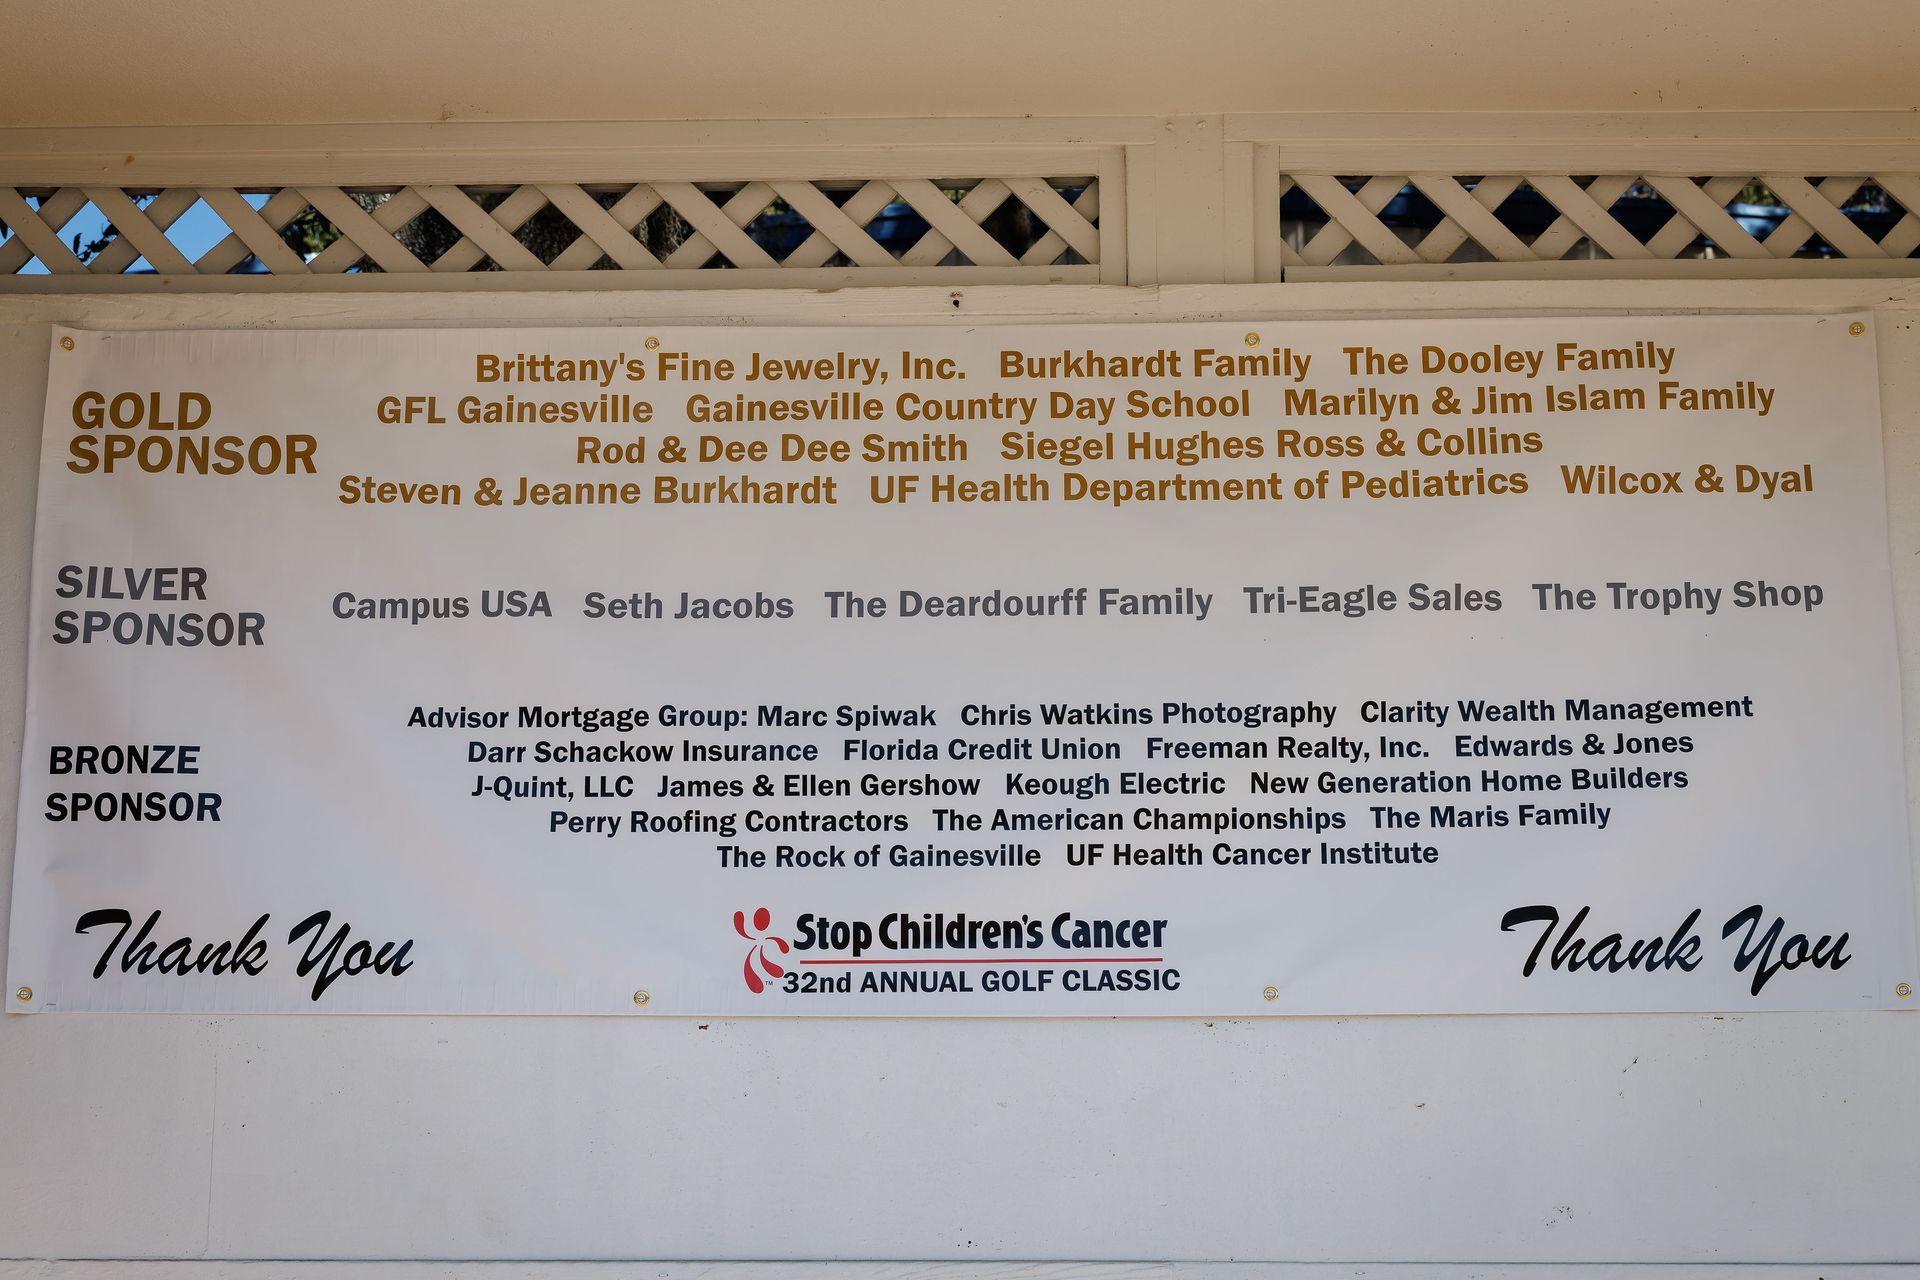 GOLD
SPONSOR
Brittany's Fine Jewelry, Inc. Burkhardt Family The Dooley Family
GFL Gainesville Gainesville Country Day School Marilyn & Jim Islam Family
Rod & Dee Dee Smith Siegel Hughes Ross & Collins
Steven & Jeanne Burkhardt UF Health Department of Pediatrics Wilcox & Dyal
SILVER
SPONSOR
Campus USA Seth Jacobs The Deardourff Family Tri-Eagle Sales The Trophy Shop
BRONZE
SPONSOR
Advisor Mortgage Group: Marc Spiwak Chris Watkins Photography Clarity Wealth Management
Darr Schackow Insurance Florida Credit Union Freeman Realty, Inc. Edwards & Jones
J-Quint, LLC James & Ellen Gershow Keough Electric New Generation Home Builders
Perry Roofing Contractors The American Championships The Maris Family
The Rock of Gainesville UF Health Cancer Institute
Thank You
Stop Children's Cancer
TM
32nd ANNUAL GOLF CLASSIC
Thank You